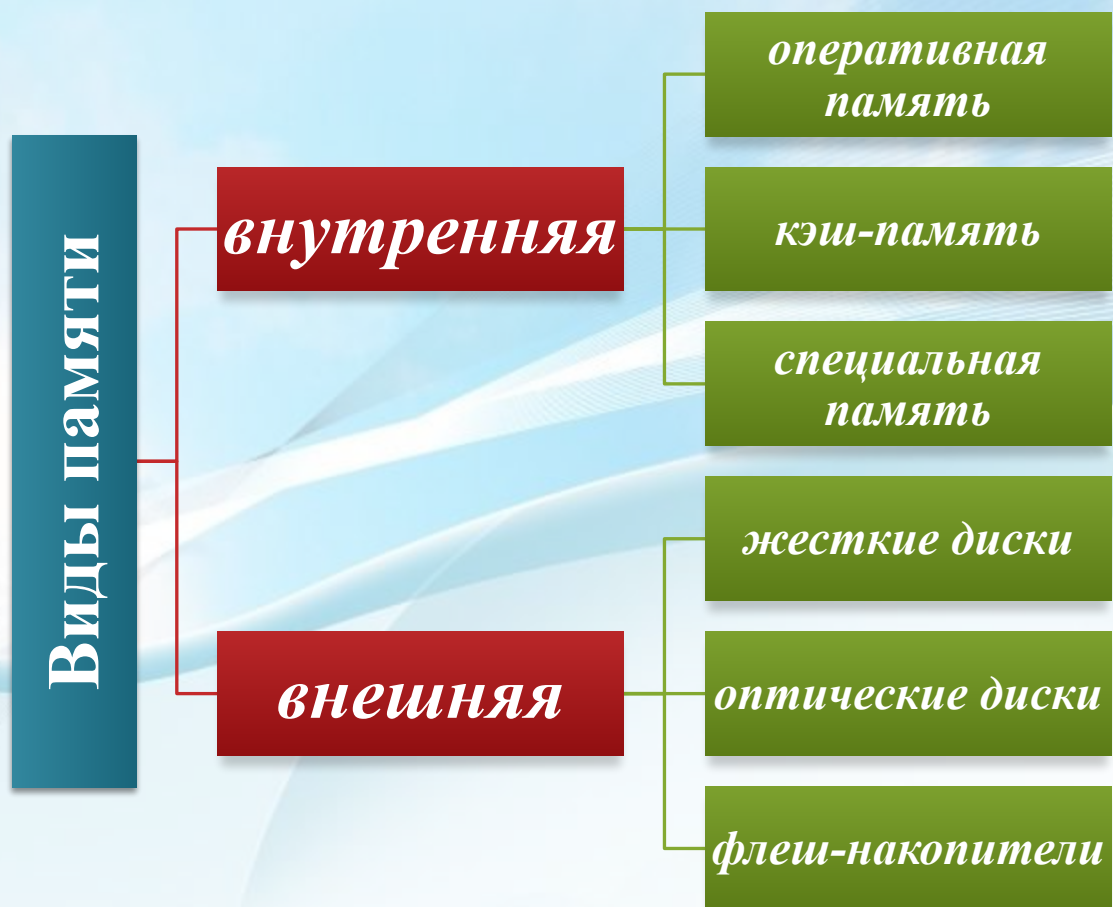 Виды памяти
внутренняя
оперативная
память
кэш-память
специальная
память
внешняя
жесткие диски
оптические диски
флеш-накопители